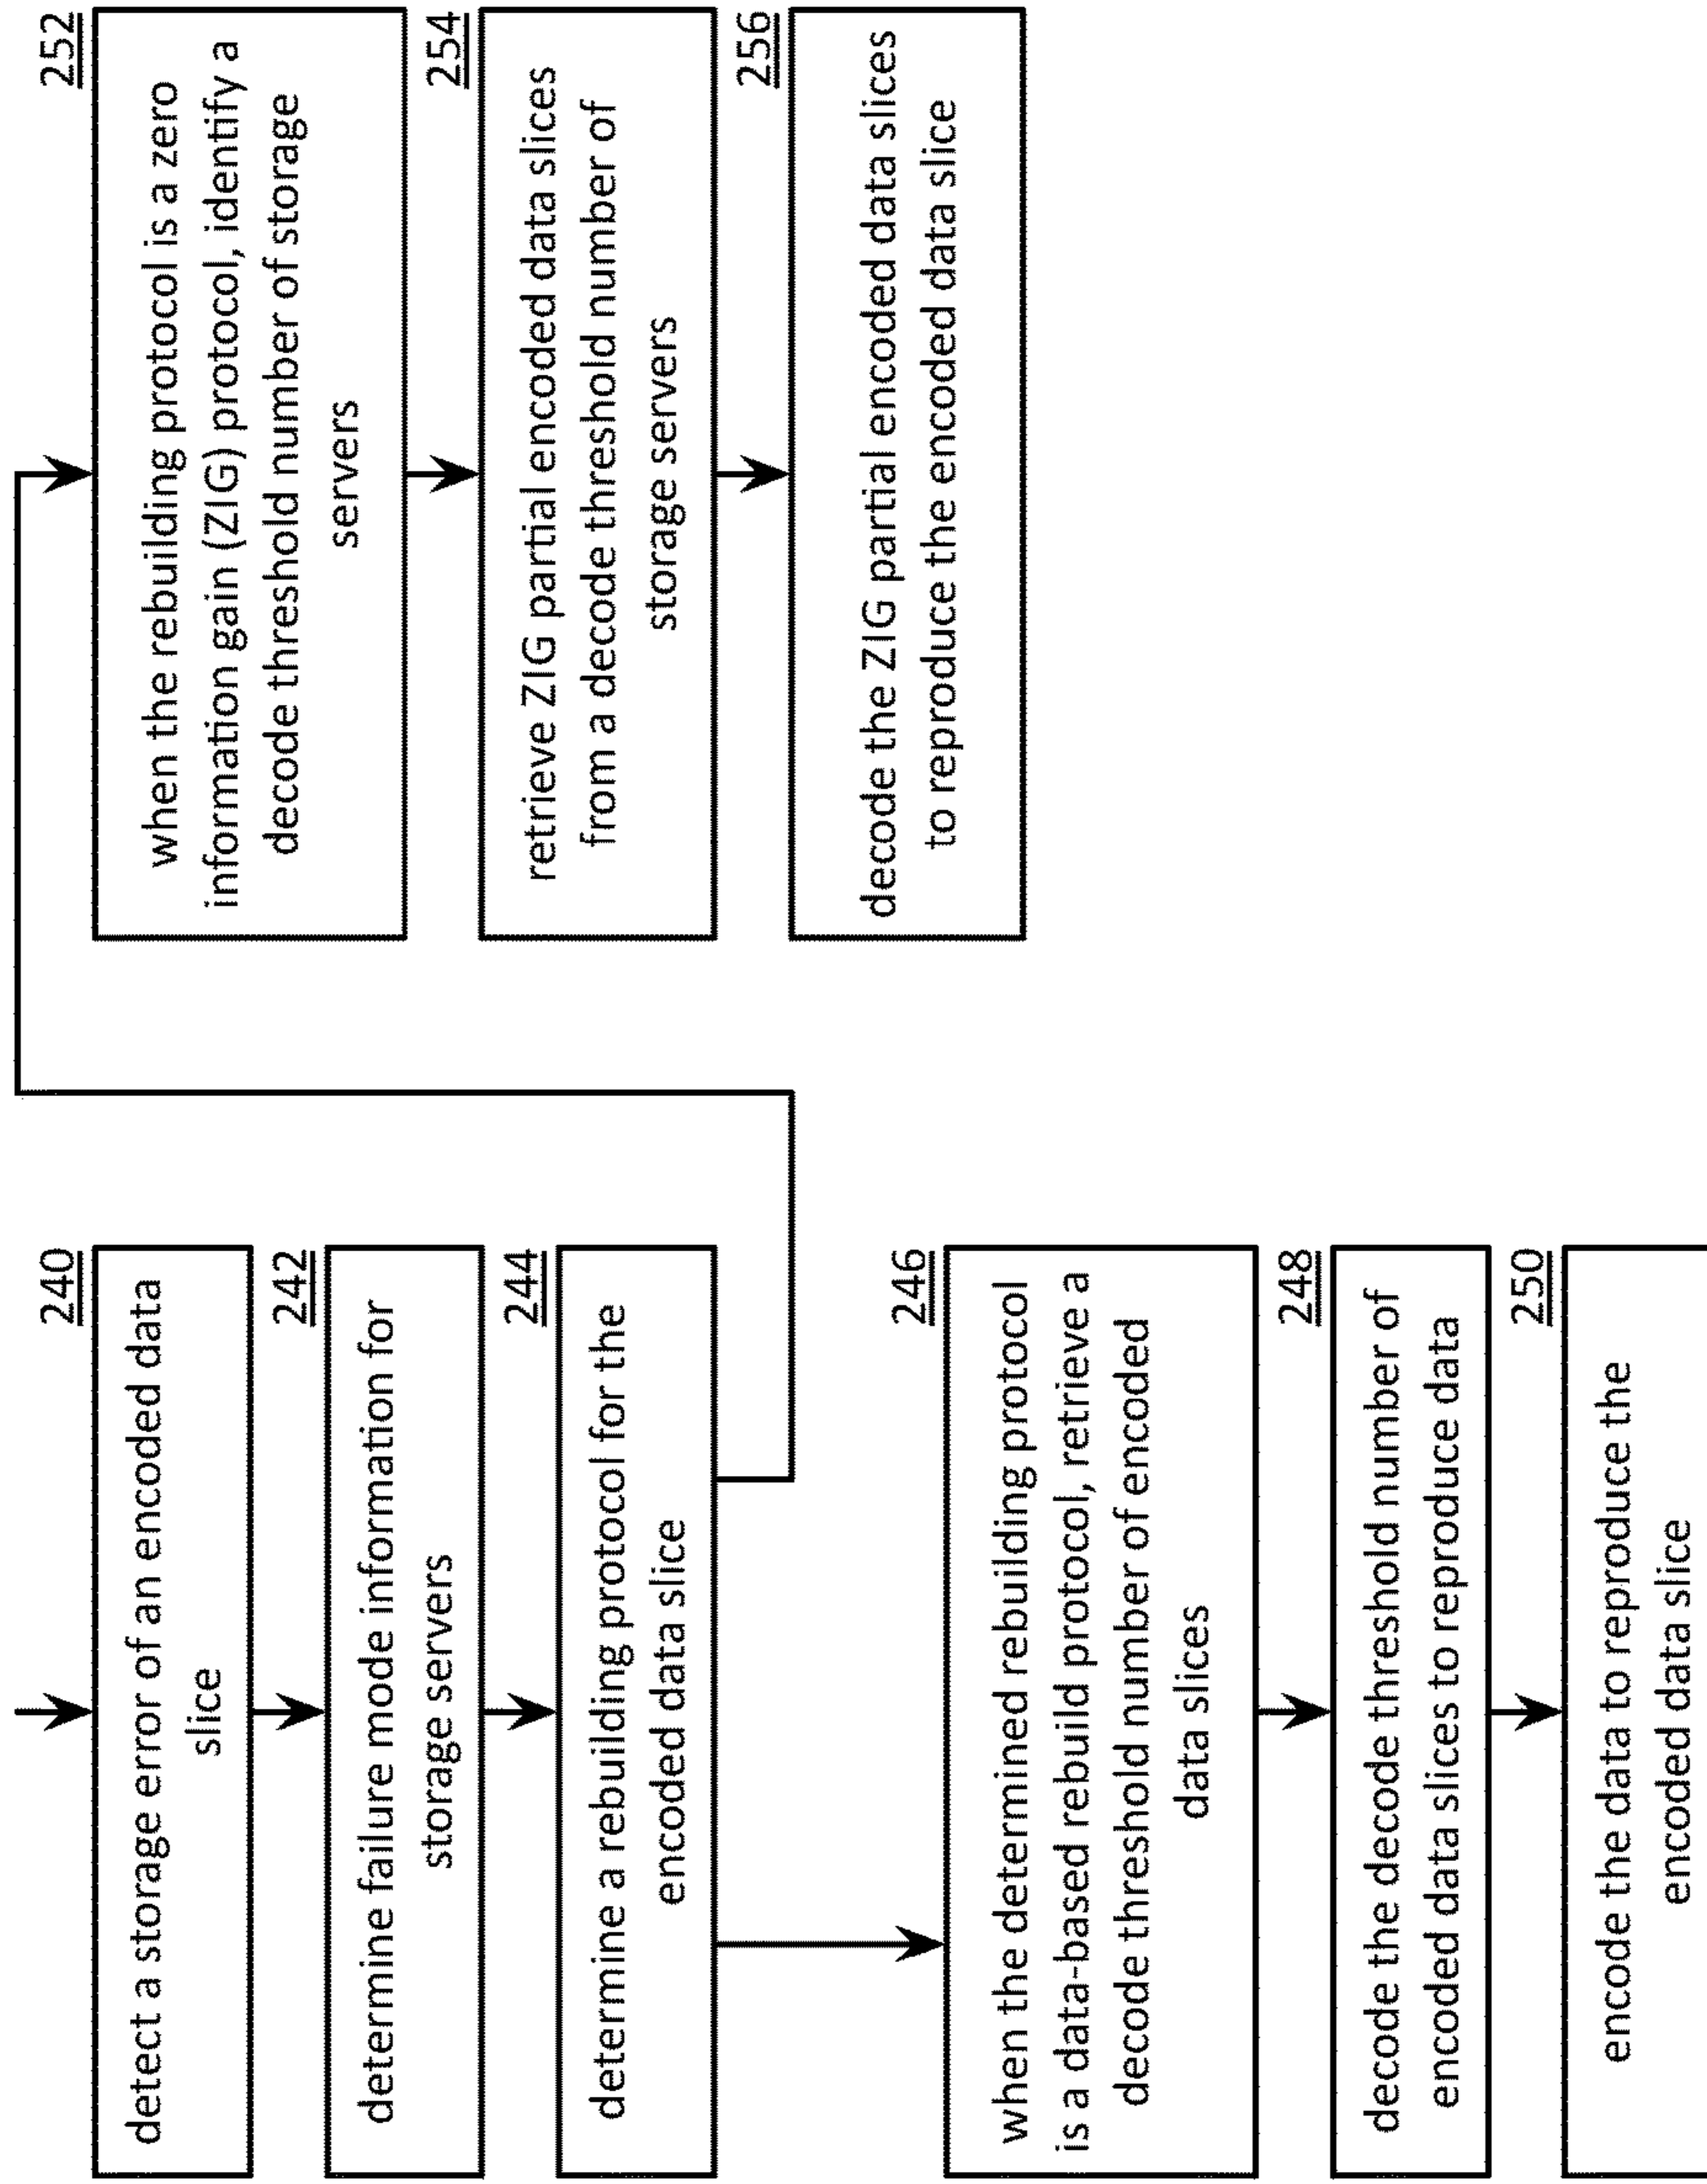 240
detect a storage error of an encoded data
slice
242
determine failure mode information for
storage servers
244
determine a rebuilding protocol for the
encoded data slice
246
when the determined rebuilding protocol
is a data-based rebuild protocol, retrieve a
decode threshold number of encoded
data slices
248
decode the decode threshold number of
encoded data slices to reproduce data
250
encode the data to reproduce the
encoded data slice
252
when the rebuilding protocol is a zero
information gain (ZIG) protocol, identify a
decode threshold number of storage
servers
254
retrieve ZIG partial encoded data slices
from a decode threshold number of
storage servers
256
decode the ZIG partial encoded data slices
to reproduce the encoded data slice